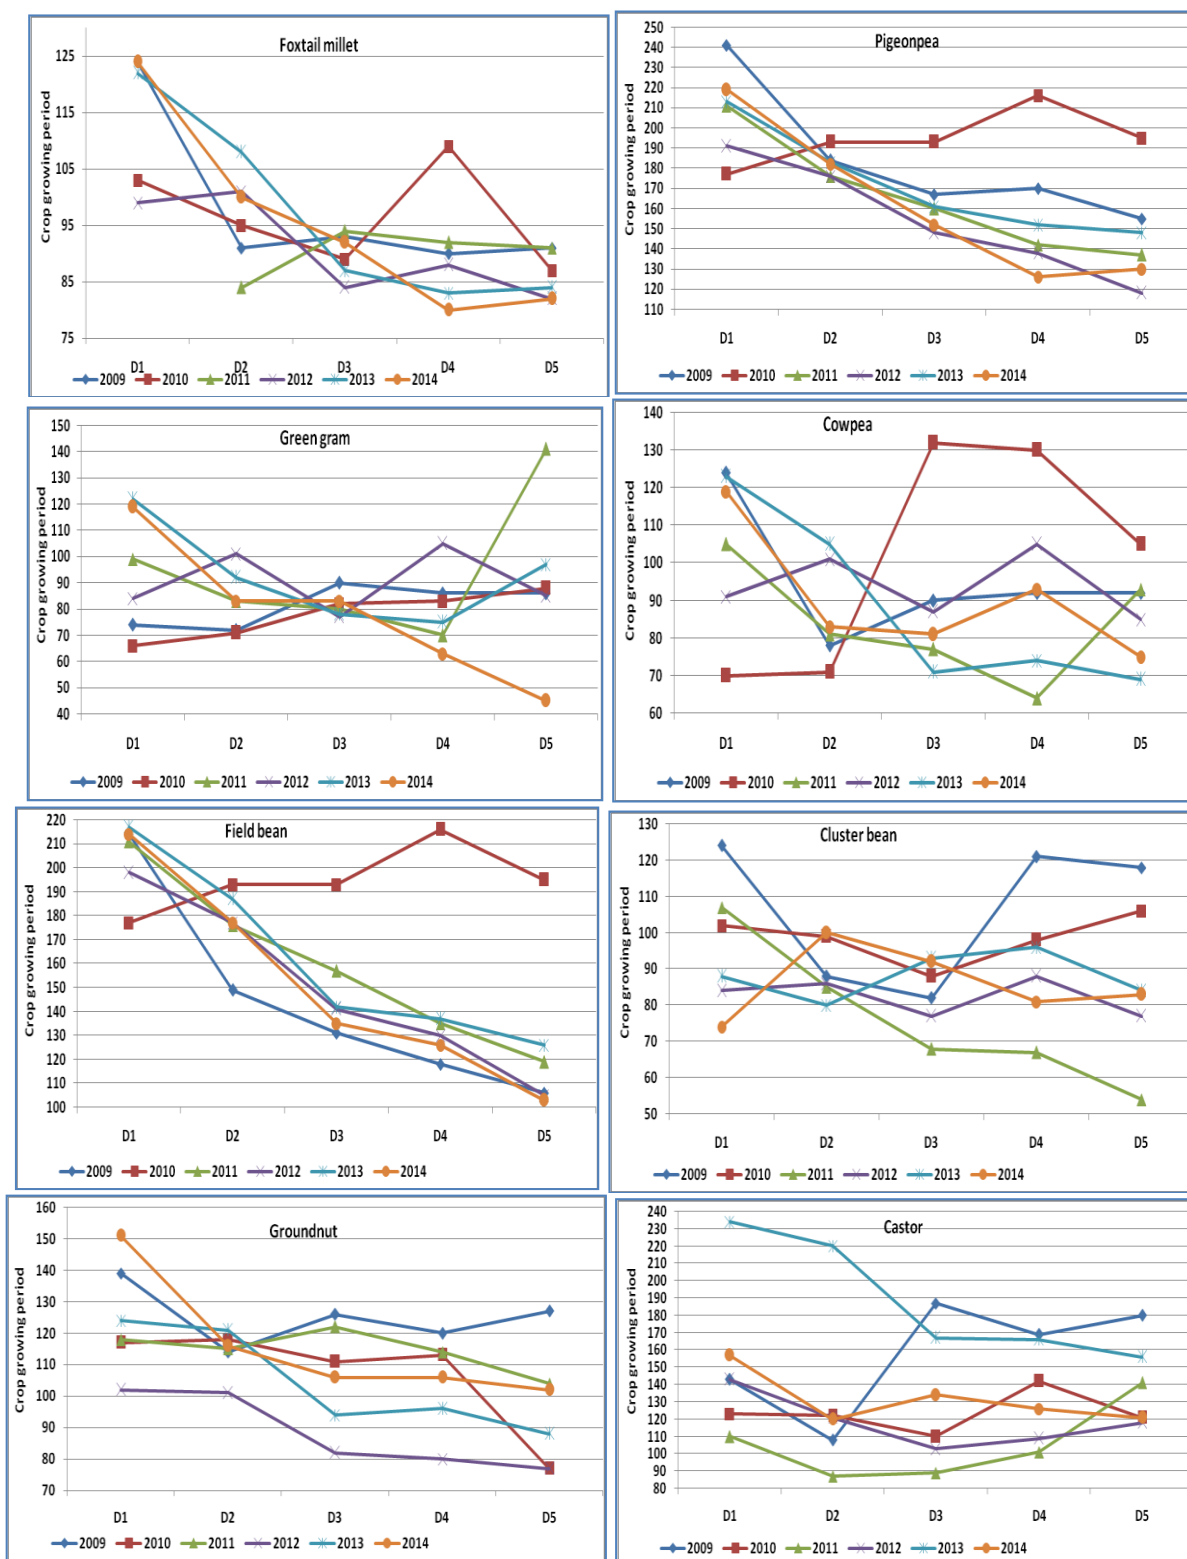 Foxtail millet
Crop growing period
125
115
105
95
85
75
D1 D2 D3 D4 D5
2009 2010 2011 2012 2013 2014
Pigeonpea
Crop growing period
250
240
230
220
210
200
190
180
170
160
150
140
130
120
110
D1 D2 D3 D4 D5
2009 2010 2011 2012 2013 2014
Green gram
Crop growing period
150
140
130
120
110
100
90
80
70
60
50
40
D1 D2 D3 D4 D5
2009 2010 2011 2012 2013 2014
Cowpea
Crop growing period
140
130
120
110
100
90
80
70
60
D1 D2 D3 D4 D5
2009 2010 2011 2012 2013 2014
Field bean
Crop growing period
220
210
200
190
180
170
160
150
140
130
120
110
100
D1 D2 D3 D4 D5
2009 2010 2011 2012 2013 2014
Cluster bean
Crop growing period
130
120
110
100
90
80
70
60
50
D1 D2 D3 D4 D5
2009 2010 2011 2012 2013 2014
Groundnut
Crop growing period
160
150
140
130
120
110
100
90
80
70
D1 D2 D3 D4 D5
2009 2010 2011 2012 2013 2014
Castor
Crop growing period
240
230
220
210
200
190
180
170
160
150
140
130
120
110
100
90
80
D1 D2 D3 D4 D5
2009 2010 2011 2012 2013 2014